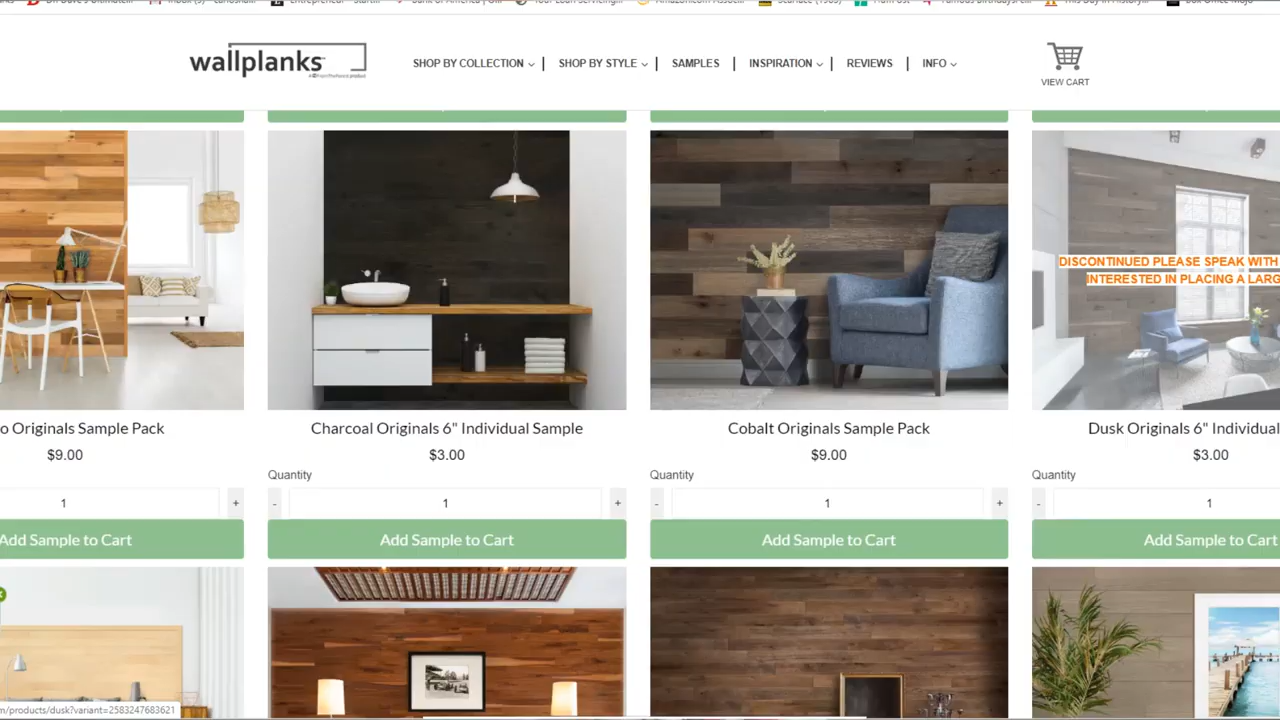 wallplanks
SHOP BY COLLECTION
SHOP BY STYLE
SAMPLES
INSPIRATION
REVIEWS
INFO
VIEW CART
DISCONTINUED PLEASE SPEAK WITH
INTERESTED IN PLACING A LARG
o Originals Sample Pack
Charcoal Originals 6" Individual Sample
Cobalt Originals Sample Pack
Dusk Originals 6" Individual
$9.00
$3.00
$9.00
$3.00
Quantity
Quantity
Quantity
1 +
- 1 +
- 1 +
- 1
Add Sample to Cart
Add Sample to Cart
Add Sample to Cart
Add Sample to Cart
m/products/dusk?variant=2583247683621